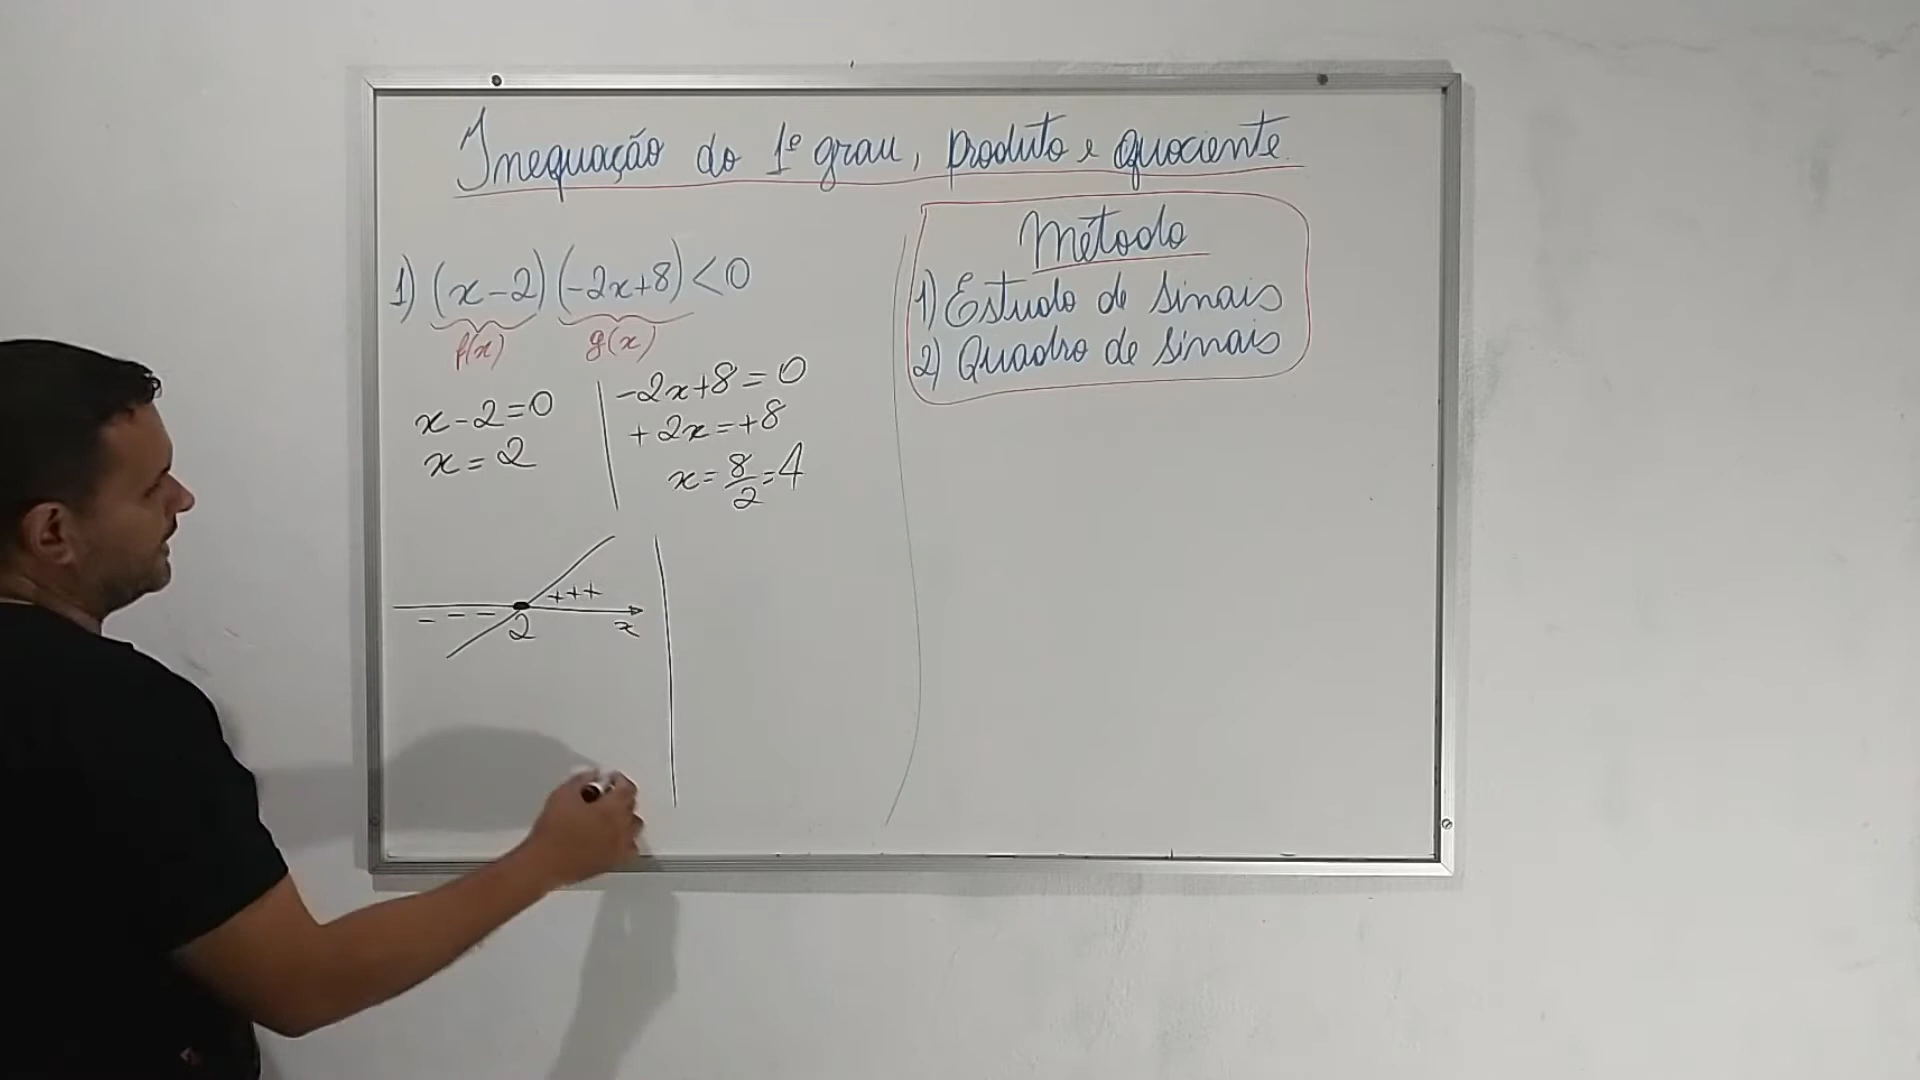 Inequação do 1º grau, produto e quociente.
1) (x-2)(-2x+8)<0
f(x) g(x)
x-2=0
x=2
-2x+8=0
+2x=+8
x=8/2=4
- - - 2 +++ x
Método
1) Estudo de sinais
2) Quadro de sinais